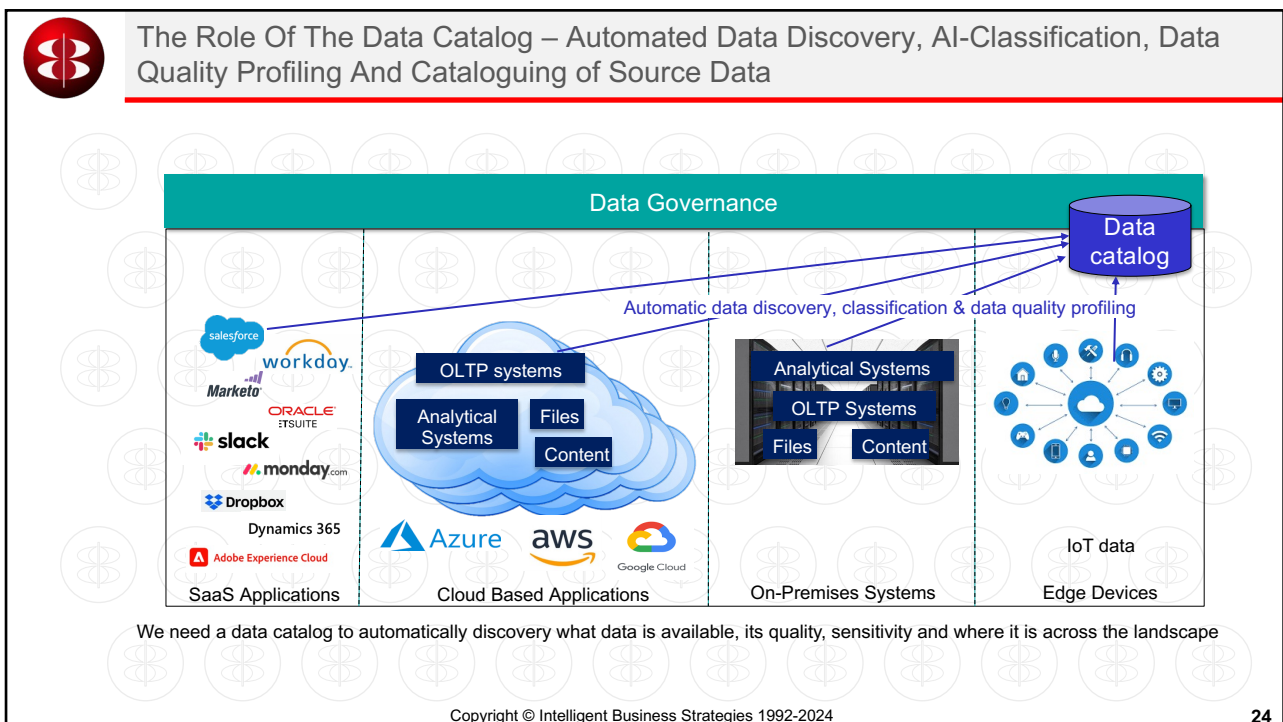 The Role Of The Data Catalog – Automated Data Discovery, AI-Classification, Data
Quality Profiling And Cataloguing of Source Data
Data Governance
Data
catalog
Automatic data discovery, classification & data quality profiling
salesforce
workday.
Marketo
ORACLE
ETSUITE
slack
monday.com
Dropbox
Dynamics 365
Adobe Experience Cloud
SaaS Applications
OLTP systems
Analytical
Systems
Files
Content
Azure
aws
Google Cloud
Cloud Based Applications
Analytical Systems
OLTP Systems
Files
Content
On-Premises Systems
IoT data
Edge Devices
We need a data catalog to automatically discovery what data is available, its quality, sensitivity and where it is across the landscape
Copyright © Intelligent Business Strategies 1992-2024
24